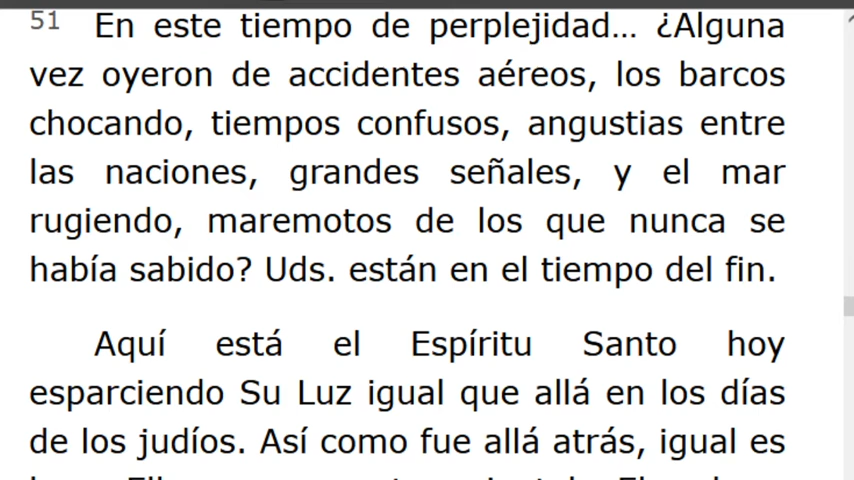 51 En este tiempo de perplejidad... ¿Alguna
vez oyeron de accidentes aéreos, los barcos
chocando, tiempos confusos, angustias entre
las naciones, grandes señales, y el mar
rugiendo, maremotos de los que nunca se
había sabido? Uds. están en el tiempo del fin.
Aquí está el Espíritu Santo hoy
esparciendo Su Luz igual que allá en los días
de los judíos. Así como fue allá atrás, igual es